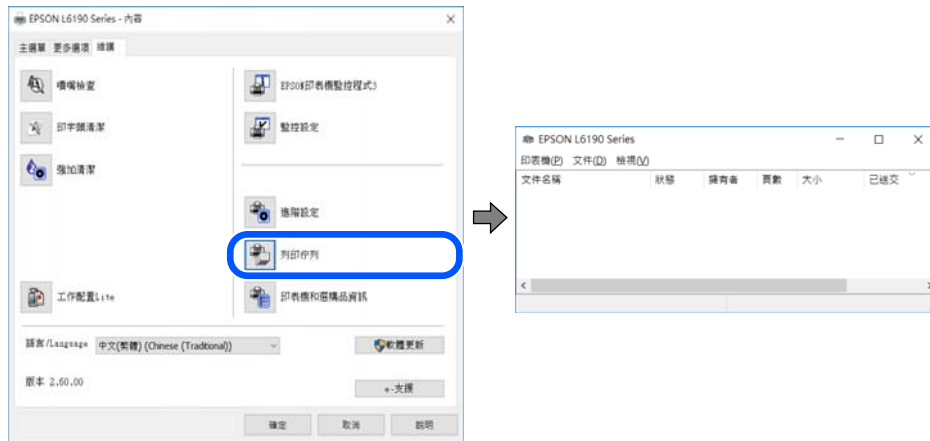 EPSON L6190 Series - 內容
主選單 更多選項 維護
噴嘴檢查
印字頭清潔
強力清潔
工作配置Lite
EPSON印表機監控程式3
監控設定
進階設定
列印佇列
印表機和選購品資訊
語言/Language 中文(繁體) (Chinese (Traditional))
軟體更新
版本 2.60.00
e-支援
確定 取消 說明
EPSON L6190 Series
印表機(P) 文件(D) 檢視(V)
文件名稱 狀態 擁有者 頁數 大小 已送交